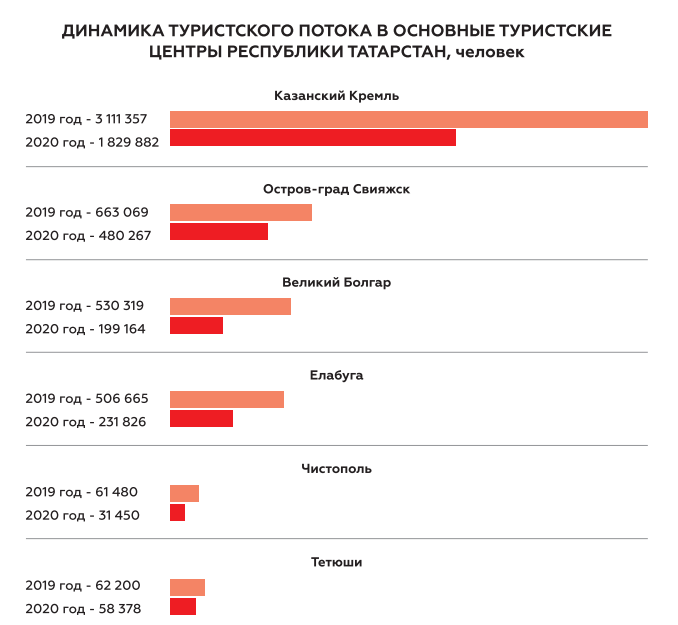 ДИНАМИКА ТУРИСТСКОГО ПОТОКА В ОСНОВНЫЕ ТУРИСТСКИЕ
ЦЕНТРЫ РЕСПУБЛИКИ ТАТАРСТАН, человек
Казанский Кремль
2019 год - 3 111 357
2020 год - 1 829 882
Остров-град Свияжск
2019 год - 663 069
2020 год - 480 267
Великий Болгар
2019 год - 530 319
2020 год - 199 164
Елабуга
2019 год - 506 665
2020 год - 231 826
Чистополь
2019 год - 61 480
2020 год - 31 450
Тетюши
2019 год - 62 200
2020 год - 58 378